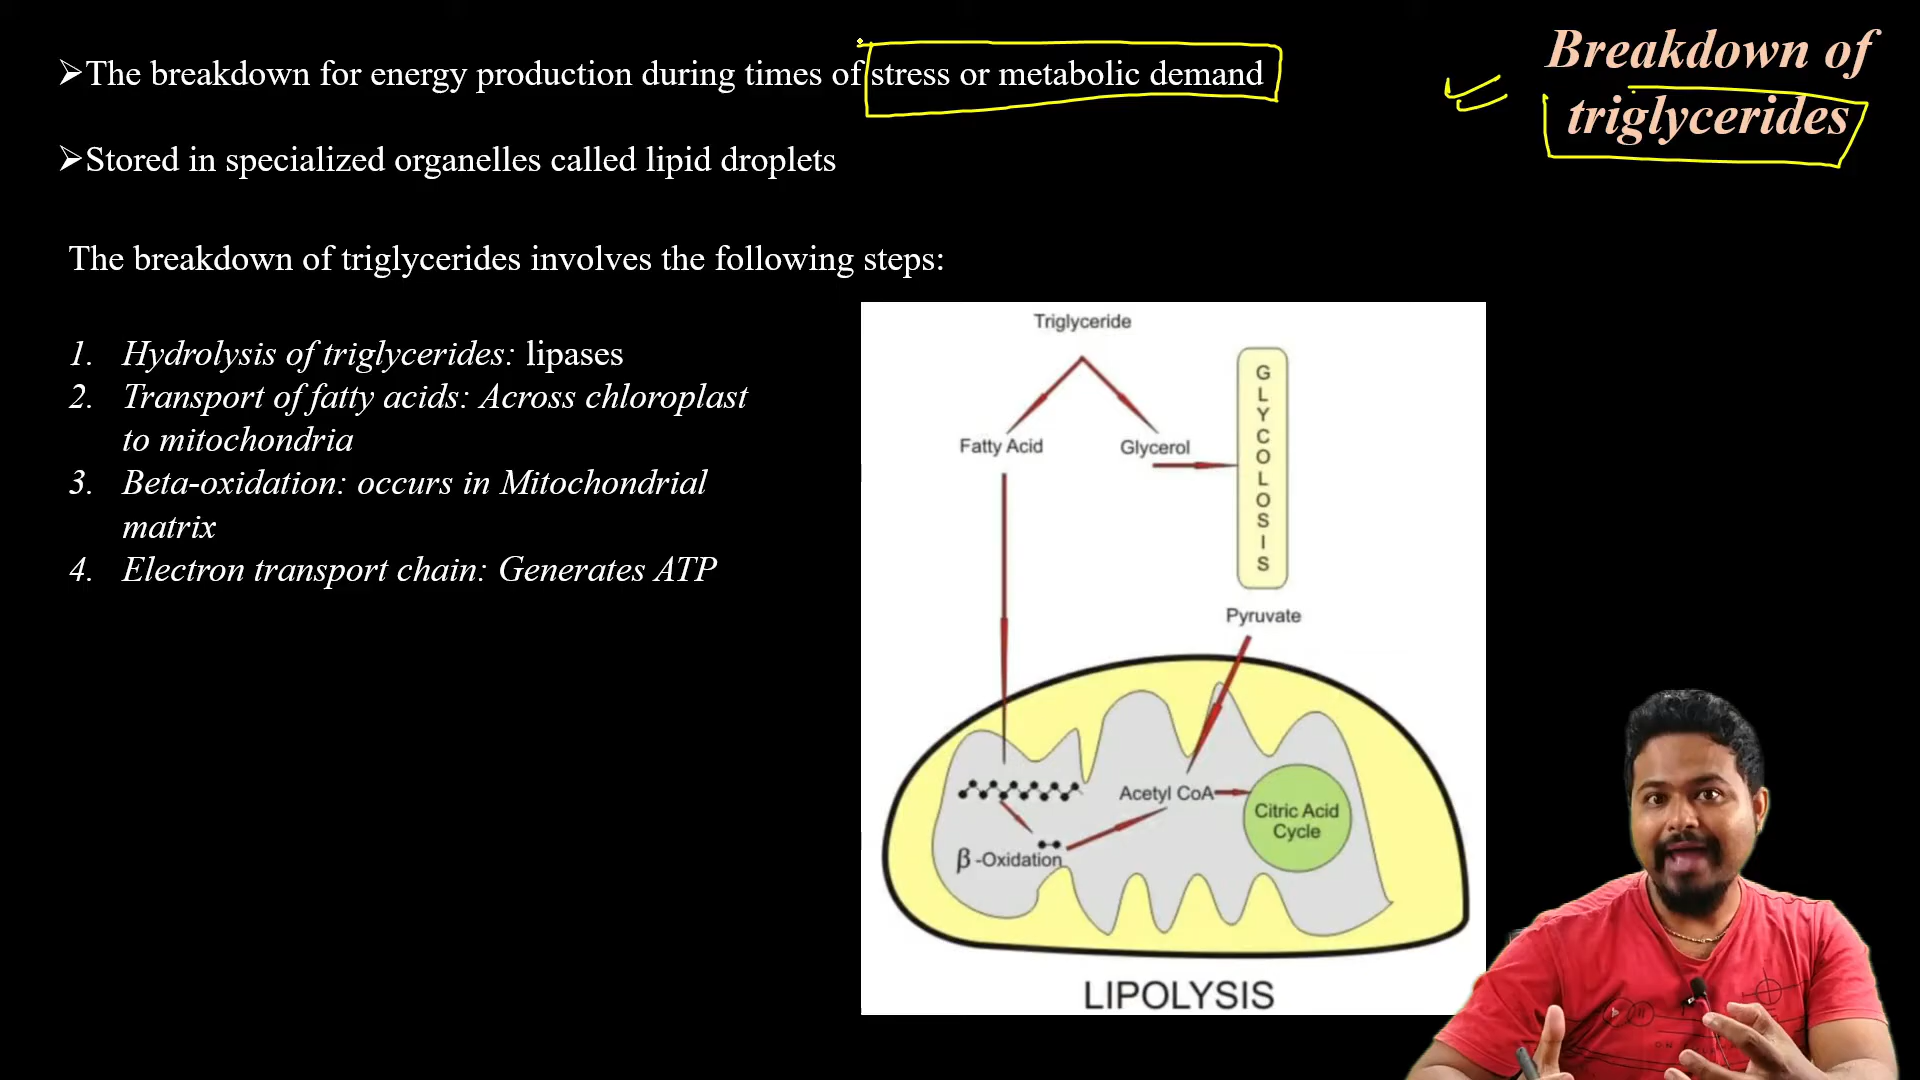 ➢The breakdown for energy production during times of stress or metabolic demand
➢Stored in specialized organelles called lipid droplets
Breakdown of
triglycerides
The breakdown of triglycerides involves the following steps:
1. Hydrolysis of triglycerides: lipases
2. Transport of fatty acids: Across chloroplast
to mitochondria
3. Beta-oxidation: occurs in Mitochondrial
matrix
4. Electron transport chain: Generates ATP
Triglyceride
Fatty Acid
Glycerol
GLYCOLOSIS
Pyruvate
Acetyl CoA
Citric Acid
Cycle
β-Oxidation
LIPOLYSIS